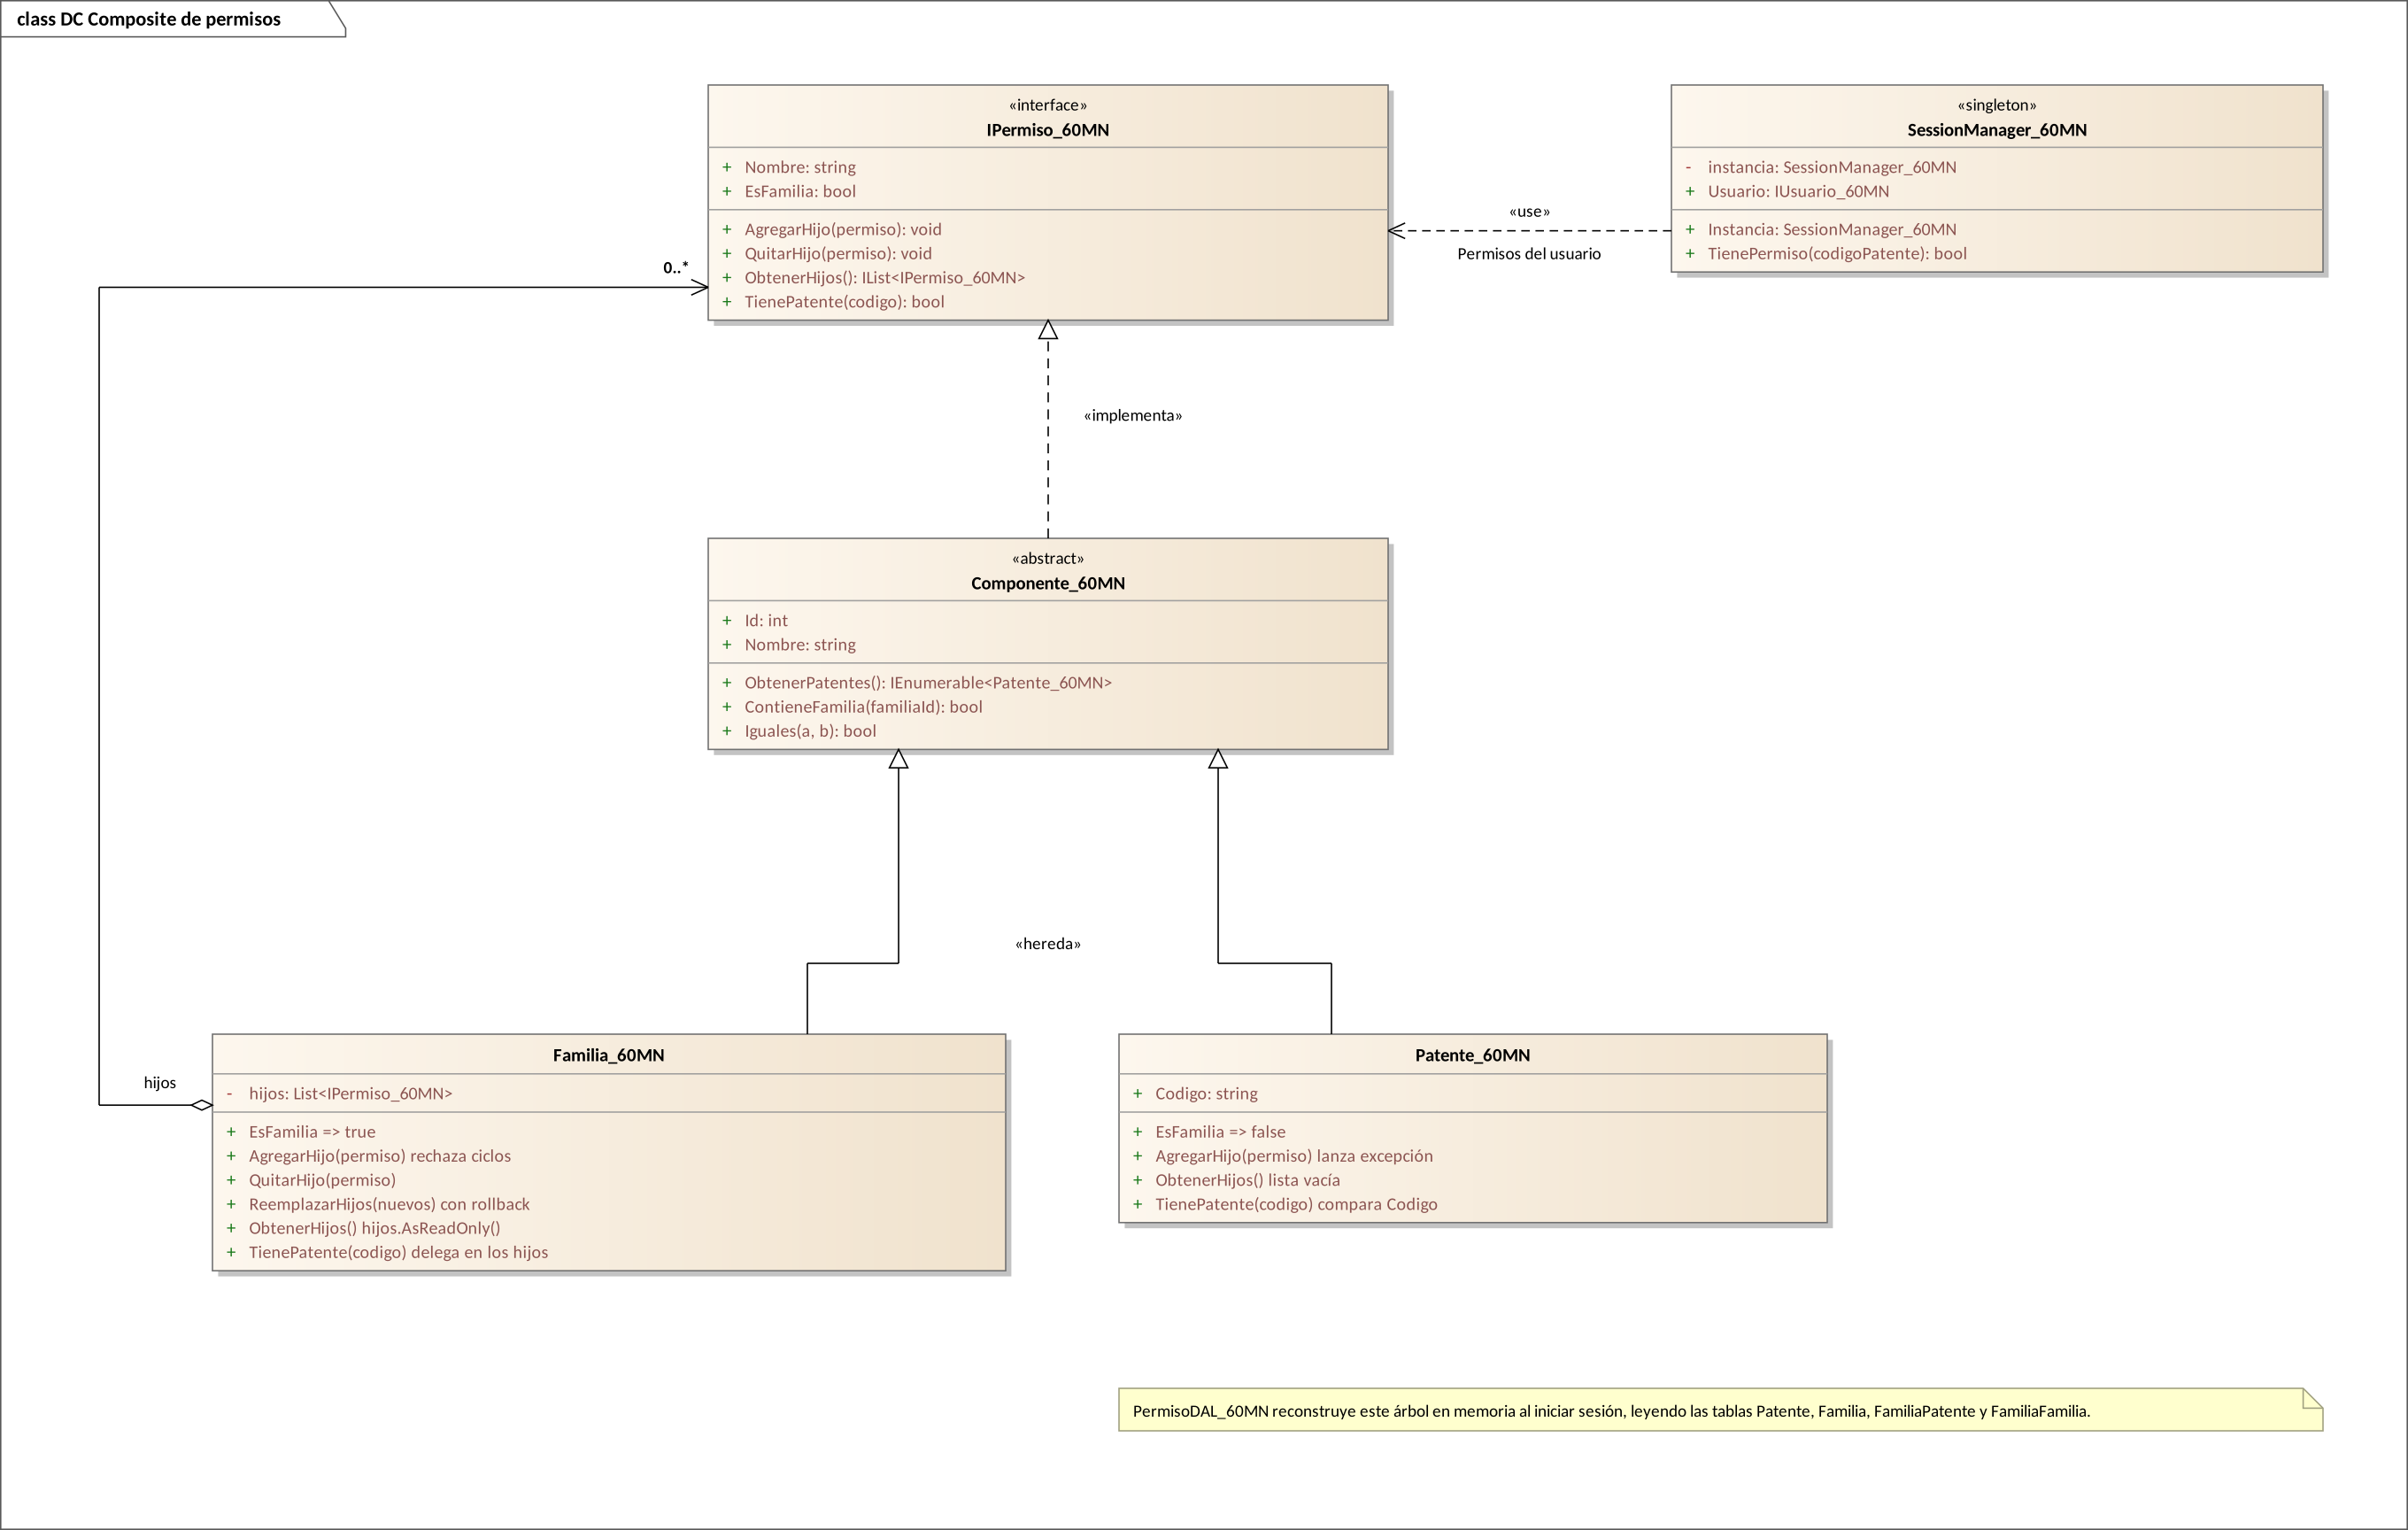 class DC Composite de permisos
«interface»
IPermiso_60MN
+ Nombre: string
+ EsFamilia: bool
+ AgregarHijo(permiso): void
+ QuitarHijo(permiso): void
+ ObtenerHijos(): IList<IPermiso_60MN>
+ TienePatente(codigo): bool
«singleton»
SessionManager_60MN
- instancia: SessionManager_60MN
+ Usuario: IUsuario_60MN
+ Instancia: SessionManager_60MN
+ TienePermiso(codigoPatente): bool
«use»
Permisos del usuario
0..*
«implementa»
«abstract»
Componente_60MN
+ Id: int
+ Nombre: string
+ ObtenerPatentes(): IEnumerable<Patente_60MN>
+ ContieneFamilia(familiaId): bool
+ Iguales(a, b): bool
«hereda»
hijos
Familia_60MN
- hijos: List<IPermiso_60MN>
+ EsFamilia => true
+ AgregarHijo(permiso) rechaza ciclos
+ QuitarHijo(permiso)
+ ReemplazarHijos(nuevos) con rollback
+ ObtenerHijos() hijos.AsReadOnly()
+ TienePatente(codigo) delega en los hijos
Patente_60MN
+ Codigo: string
+ EsFamilia => false
+ AgregarHijo(permiso) lanza excepción
+ ObtenerHijos() lista vacía
+ TienePatente(codigo) compara Codigo
PermisoDAL_60MN reconstruye este árbol en memoria al iniciar sesión, leyendo las tablas Patente, Familia, FamiliaPatente y FamiliaFamilia.